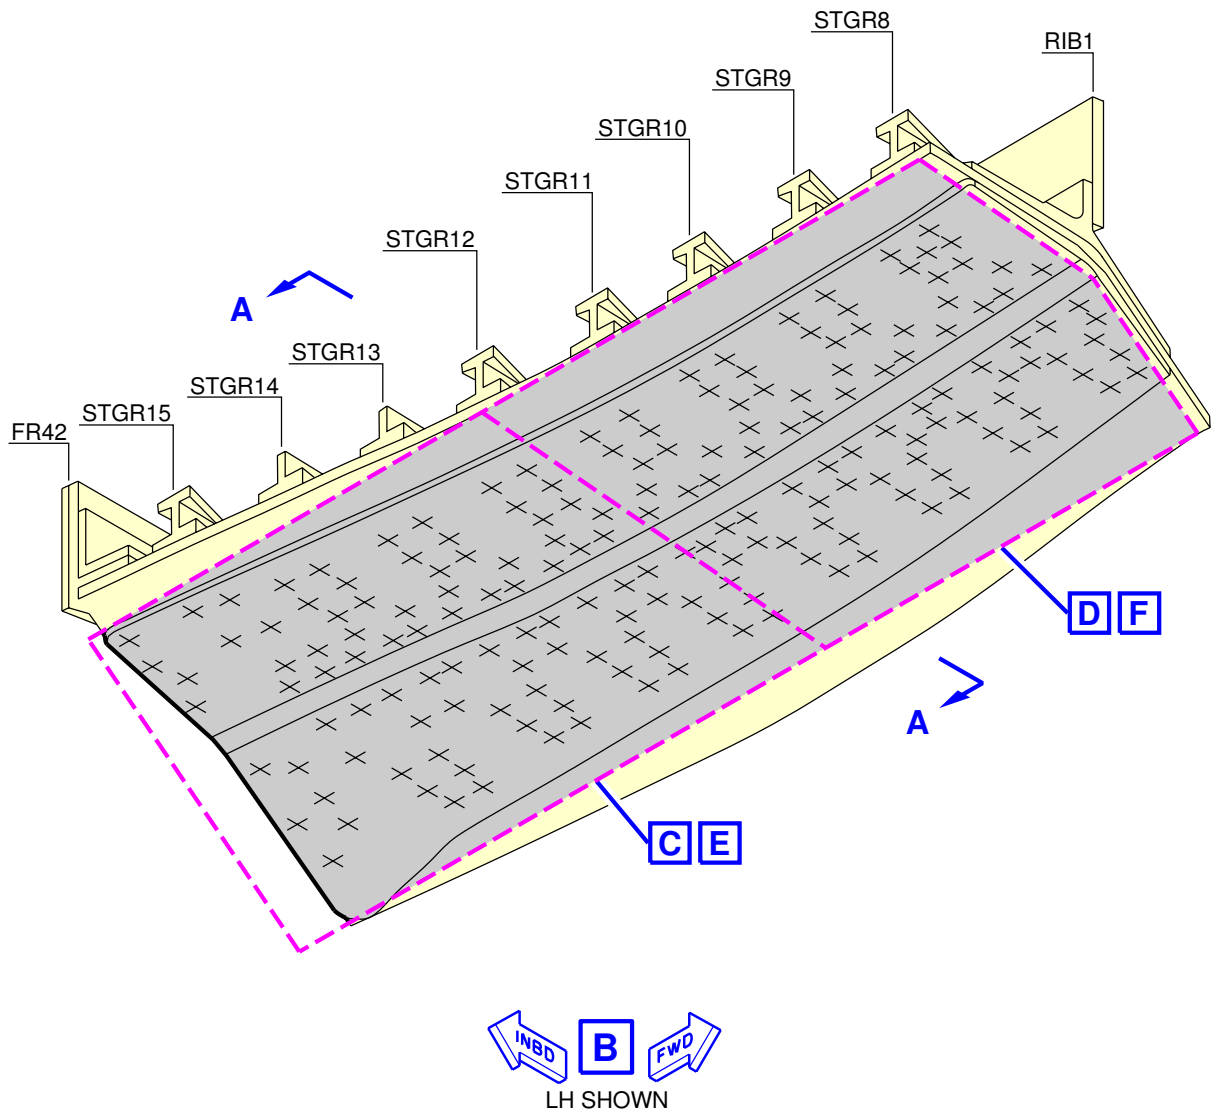 STGR8
RIB1
STGR9
STGR10
STGR11
STGR12
A
STGR13
STGR14
STGR15
FR42
D F
A
C E
INBD B FWD
LH SHOWN